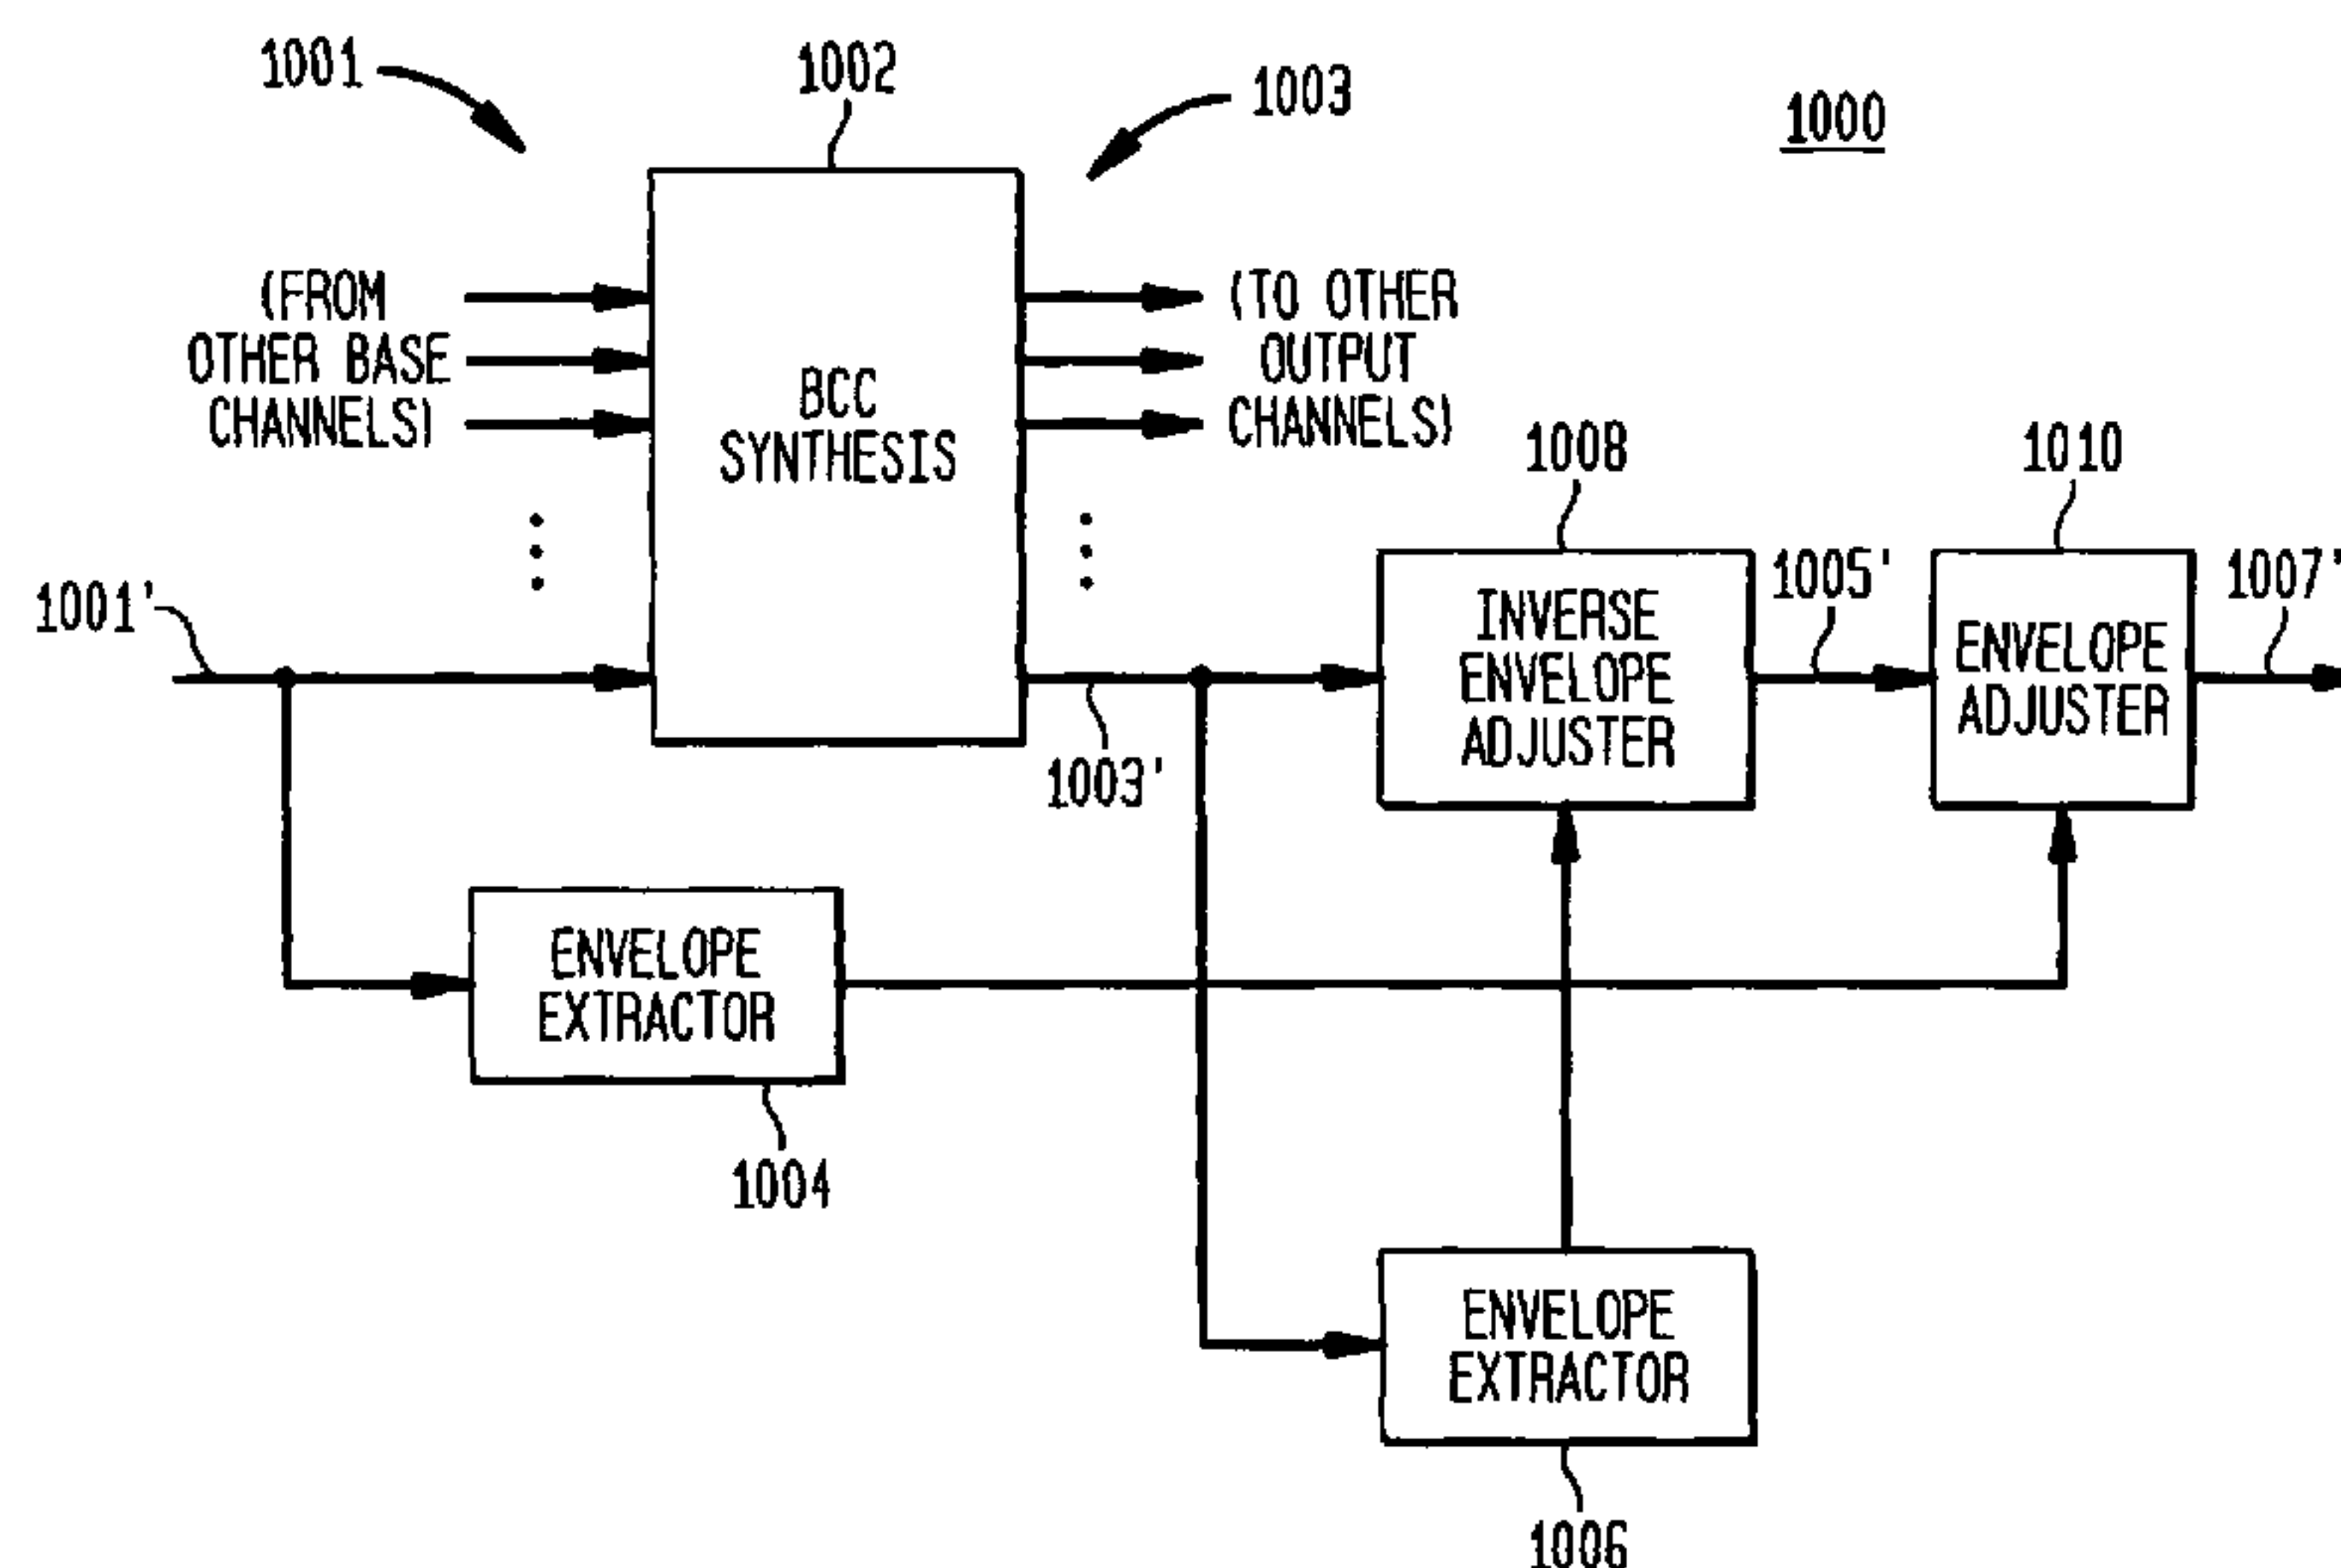 1001
1002
1003
1000
(FROM
OTHER BASE
CHANNELS)
BCC
SYNTHESIS
(TO OTHER
OUTPUT
CHANNELS)
1008
1010
1001'
1003'
INVERSE
ENVELOPE
ADJUSTER
1005'
ENVELOPE
ADJUSTER
1007'
ENVELOPE
EXTRACTOR
1004
ENVELOPE
EXTRACTOR
1006